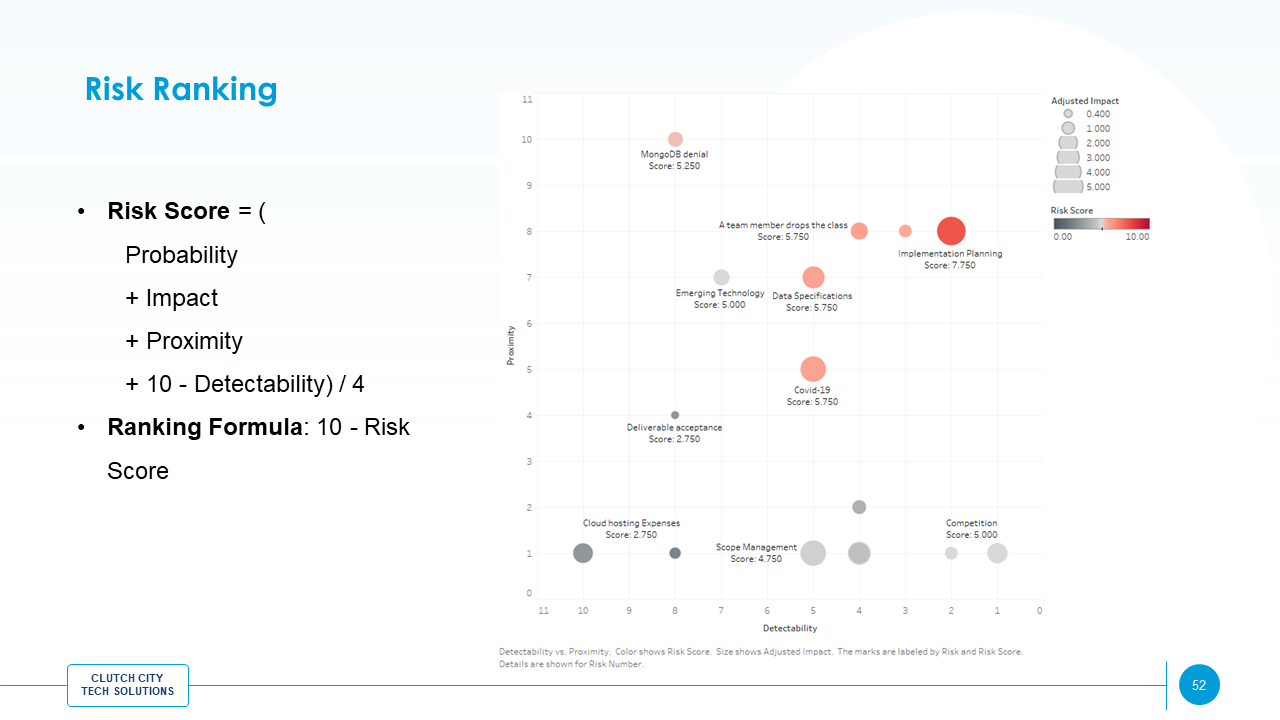 Risk Ranking
• Risk Score = (
Probability
+ Impact
+ Proximity
+ 10 - Detectability) / 4
• Ranking Formula: 10 - Risk
Score
11
10
9
8
7
6
5
4
3
2
1
0
Proximity
MongoDB denial
Score: 5.250
A team member drops the class
Score: 5.750
Implementation Planning
Score: 7.750
Emerging Technology
Score: 5.000
Data Specifications
Score: 5.750
Covid-19
Score: 5.750
Deliverable acceptance
Score: 2.750
Cloud hosting Expenses
Score: 2.750
Scope Management
Score: 4.750
Competition
Score: 5.000
11 10 9 8 7 6 5 4 3 2 1 0
Detectability
Adjusted Impact
0.400
1.000
2.000
3.000
4.000
5.000
Risk Score
0.00 10.00
Detectability vs. Proximity. Color shows Risk Score. Size shows Adjusted Impact. The marks are labeled by Risk and Risk Score.
Details are shown for Risk Number.
CLUTCH CITY
TECH SOLUTIONS
52